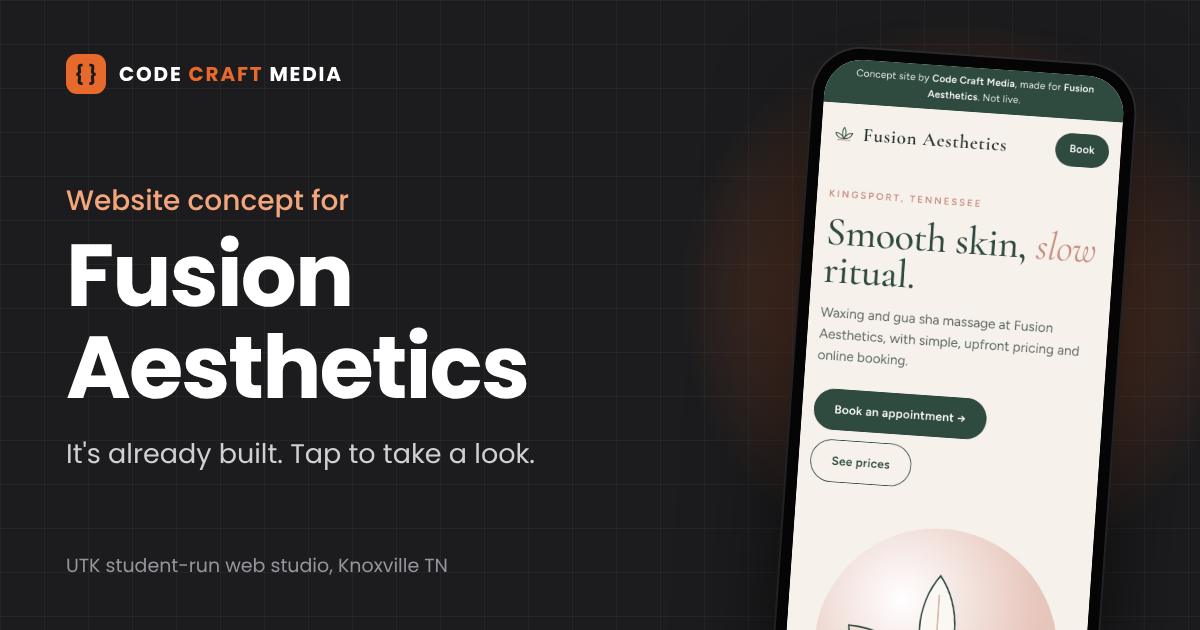 { } CODE CRAFT MEDIA
Website concept for
Fusion
Aesthetics
It's already built. Tap to take a look.
UTK student-run web studio, Knoxville TN
Concept site by Code Craft Media, made for Fusion
Aesthetics. Not live.
Fusion Aesthetics
Book
KINGSPORT, TENNESSEE
Smooth skin, slow
ritual.
Waxing and gua sha massage at Fusion
Aesthetics, with simple, upfront pricing and
online booking.
Book an appointment →
See prices